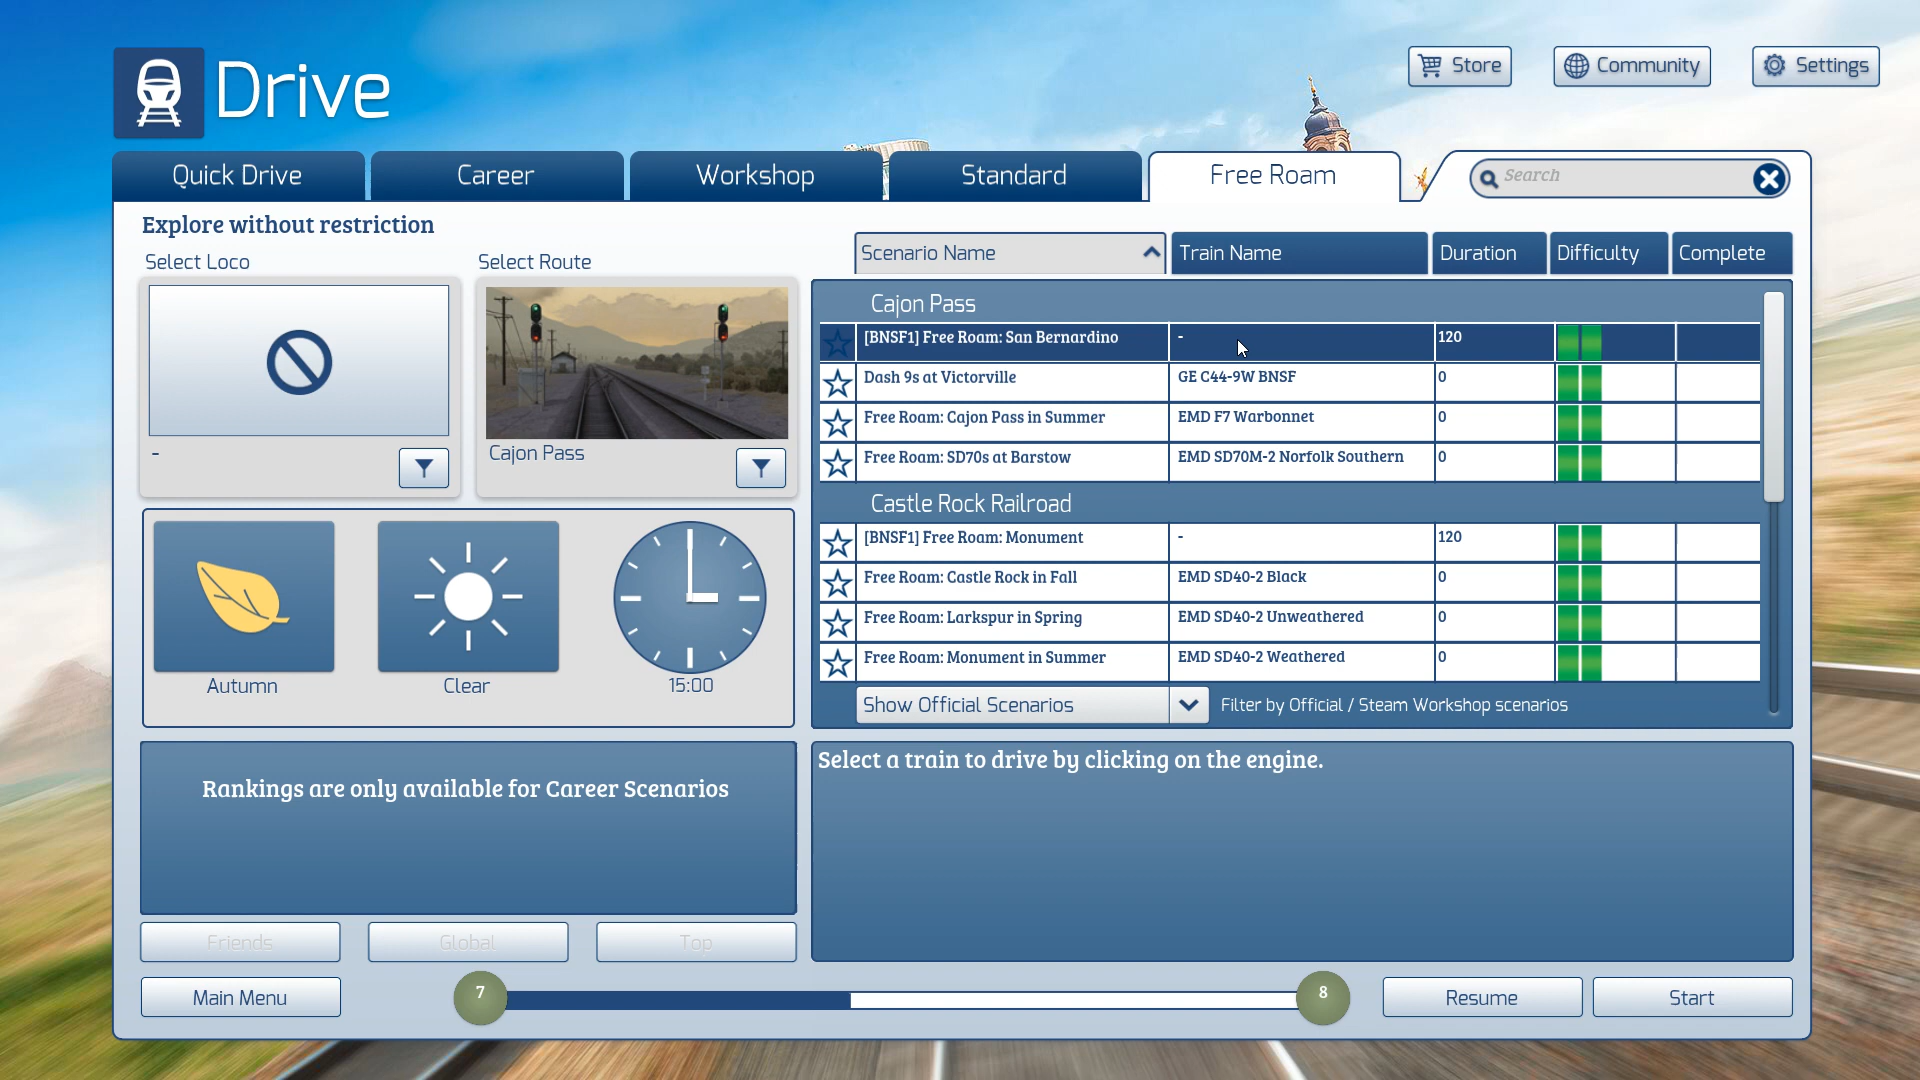 Drive
Store
Community
Settings
Quick Drive
Career
Workshop
Standard
Free Roam
Search
Explore without restriction
Select Loco
Select Route
-
Cajon Pass
Autumn
Clear
15:00
Scenario Name
Train Name
Duration
Difficulty
Complete
Cajon Pass
[BNSF1] Free Roam: San Bernardino - 120
Dash 9s at Victorville GE C44-9W BNSF 0
Free Roam: Cajon Pass in Summer EMD F7 Warbonnet 0
Free Roam: SD70s at Barstow EMD SD70M-2 Norfolk Southern 0
Castle Rock Railroad
[BNSF1] Free Roam: Monument - 120
Free Roam: Castle Rock in Fall EMD SD40-2 Black 0
Free Roam: Larkspur in Spring EMD SD40-2 Unweathered 0
Free Roam: Monument in Summer EMD SD40-2 Weathered 0
Show Official Scenarios
Filter by Official / Steam Workshop scenarios
Rankings are only available for Career Scenarios
Select a train to drive by clicking on the engine.
Friends
Global
Top
Main Menu
7
8
Resume
Start